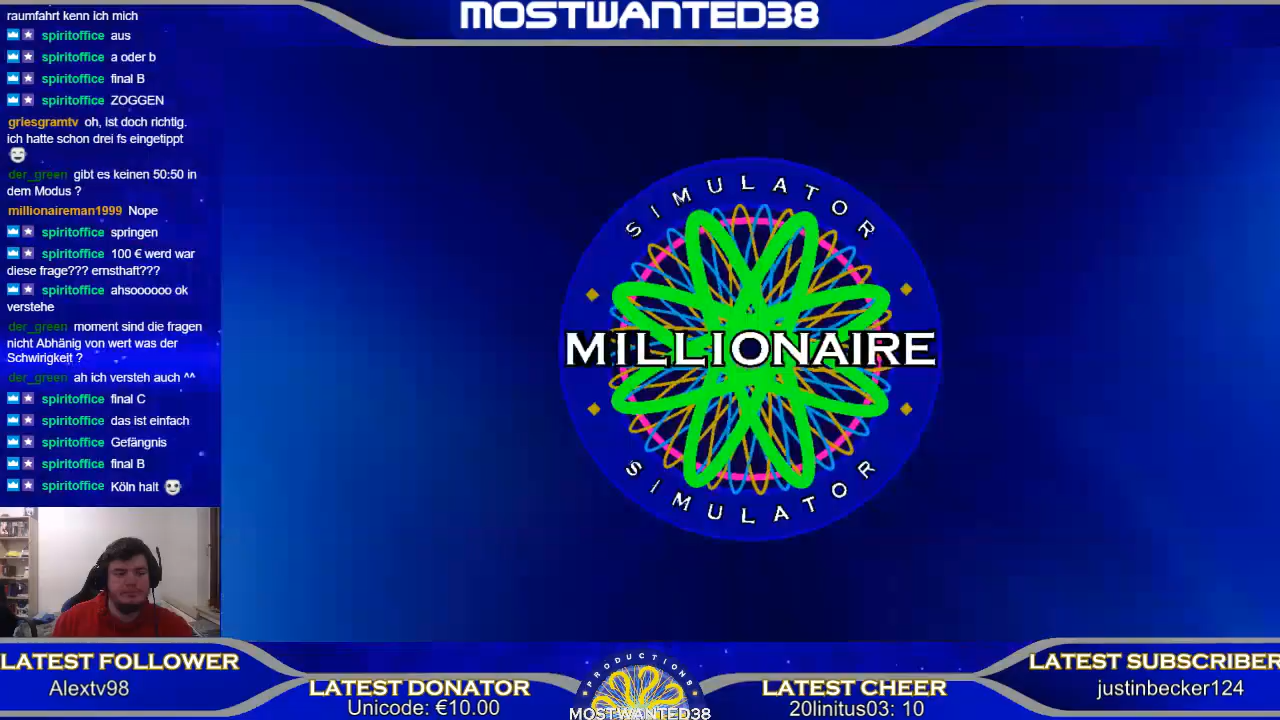 MOSTWANTED38
raumfahrt kenn ich mich
spiritoffice aus
spiritoffice a oder b
spiritoffice final B
spiritoffice ZOGGEN
griesgramtv oh, ist doch richtig.
ich hatte schon drei fs eingetippt
der_green gibt es keinen 50:50 in
dem Modus ?
millionaireman1999 Nope
spiritoffice springen
spiritoffice 100 € werd war
diese frage??? ernsthaft???
spiritoffice ahsoooooo ok
verstehe
der_green moment sind die fragen
nicht Abhänig von wert was der
Schwirigkeit ?
der_green ah ich versteh auch ^^
spiritoffice final C
spiritoffice das ist einfach
spiritoffice Gefängnis
spiritoffice final B
spiritoffice Köln halt
SIMULATOR
MILLIONAIRE
SIMULATOR
LATEST FOLLOWER
Alextv98
LATEST DONATOR
Unicode: €10.00
PRODUCTIONS
MOSTWANTED38
LATEST CHEER
20linitus03: 10
LATEST SUBSCRIBER
justinbecker124